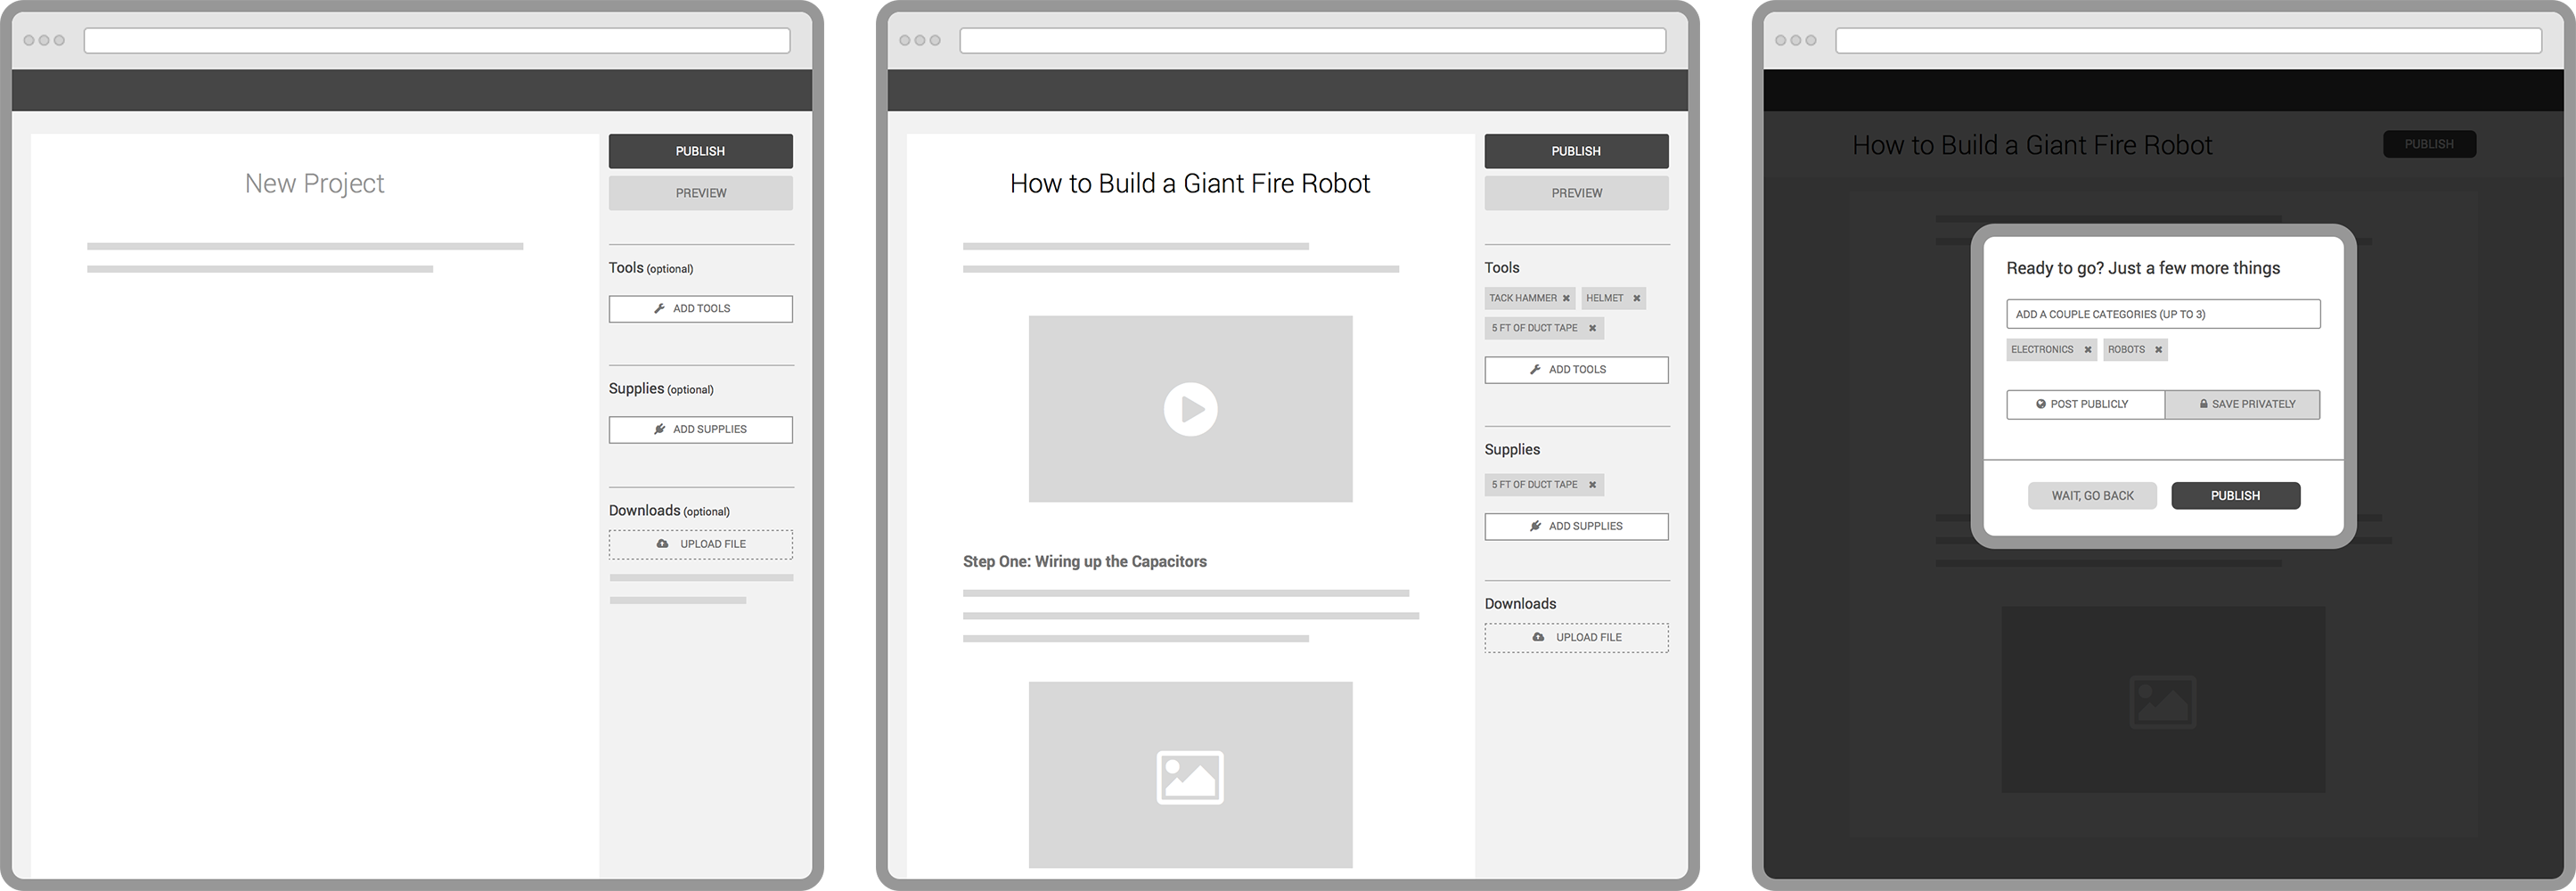 New Project
PUBLISH
PREVIEW
Tools (optional)
ADD TOOLS
Supplies (optional)
ADD SUPPLIES
Downloads (optional)
UPLOAD FILE
How to Build a Giant Fire Robot
Step One: Wiring up the Capacitors
PUBLISH
PREVIEW
Tools
TACK HAMMER HELMET
5 FT OF DUCT TAPE
ADD TOOLS
Supplies
5 FT OF DUCT TAPE
ADD SUPPLIES
Downloads
UPLOAD FILE
How to Build a Giant Fire Robot
PUBLISH
Ready to go? Just a few more things
ADD A COUPLE CATEGORIES (UP TO 3)
ELECTRONICS ROBOTS
POST PUBLICLY SAVE PRIVATELY
WAIT, GO BACK PUBLISH